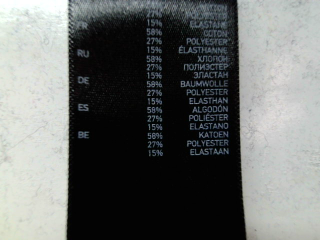 15% ELASTANE
FR 58% COTON
27% POLYESTER
15% ÉLASTHANNE
RU 58% ХЛОПОК
27% ПОЛИЭСТЕР
15% ЭЛАСТАН
DE 58% BAUMWOLLE
27% POLYESTER
15% ELASTHAN
ES 58% ALGODÓN
27% POLIÉSTER
15% ELASTANO
BE 58% KATOEN
27% POLYESTER
15% ELASTAAN